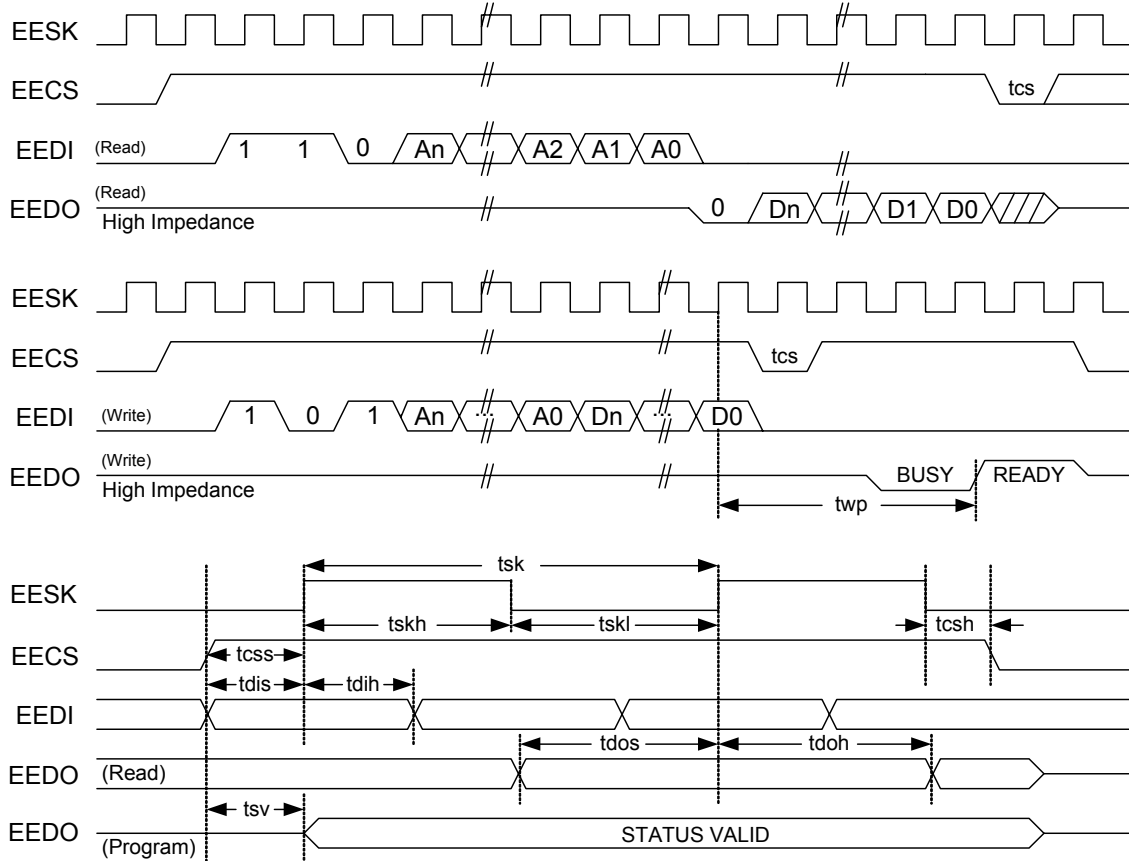 EESK
EECS tcs
EEDI (Read) 1 1 0 An A2 A1 A0
EEDO (Read) High Impedance 0 Dn D1 D0
EESK
EECS tcs
EEDI (Write) 1 0 1 An ... A0 Dn ... D0
EEDO (Write) High Impedance BUSY READY
twp
tsk
EESK
tskh tskl tcsh
EECS tcss
tdis tdih
EEDI
tdos tdoh
EEDO (Read)
tsv
EEDO (Program) STATUS VALID